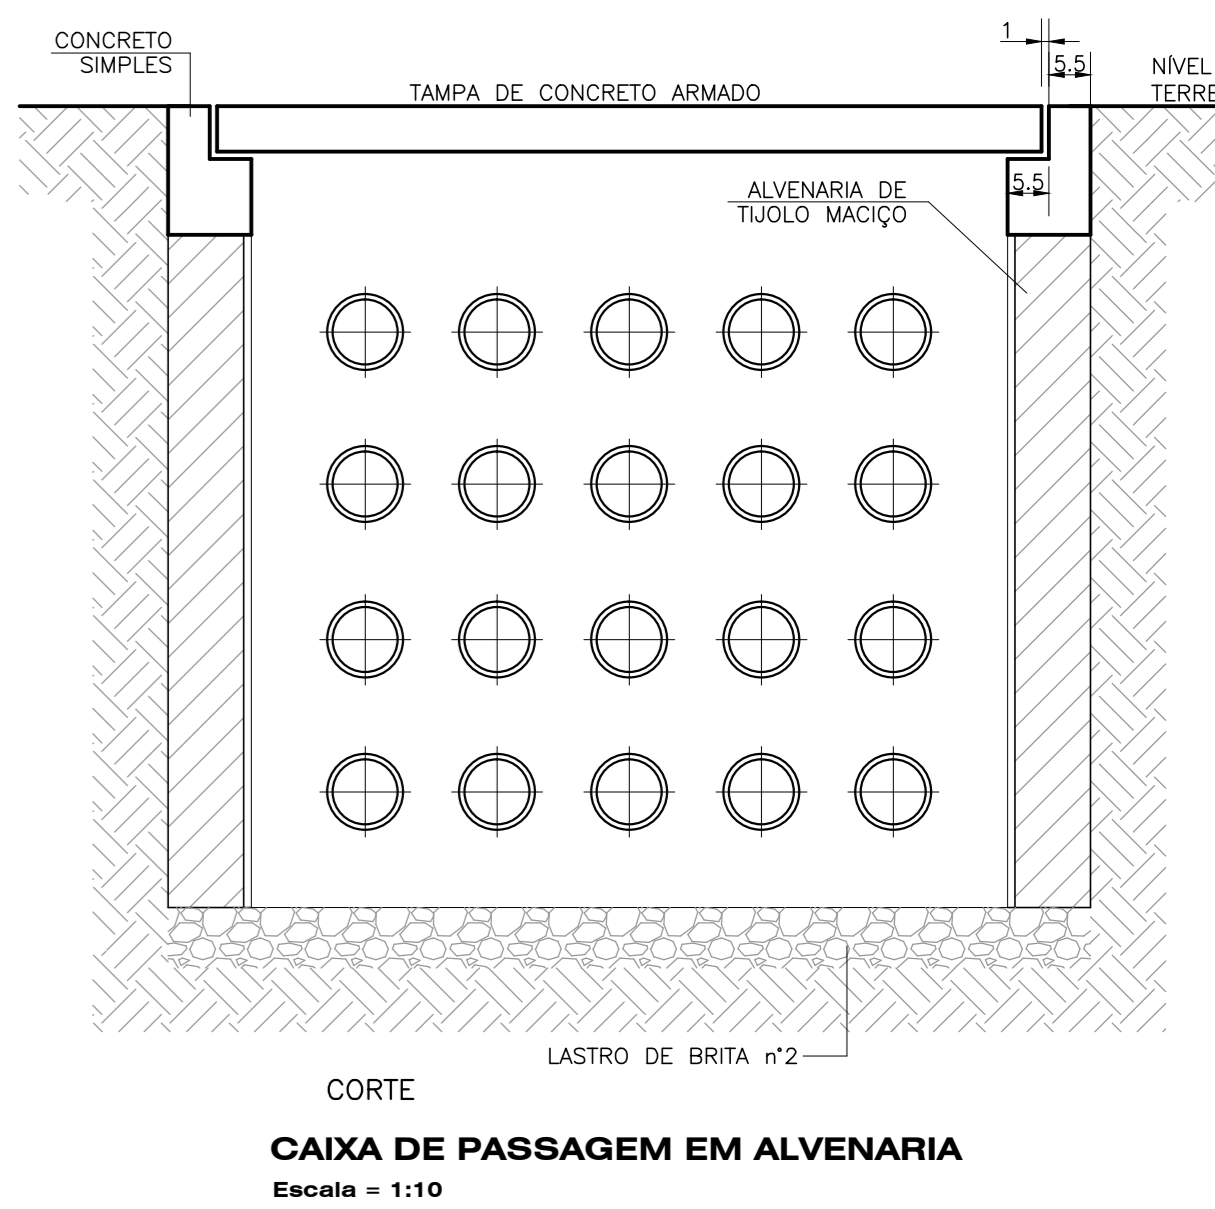 CONCRETO
SIMPLES
1
5.5
NÍVEL
TAMPA DE CONCRETO ARMADO
5.5
ALVENARIA DE
TIJOLO MACIÇO
LASTRO DE BRITA n°2
CORTE
CAIXA DE PASSAGEM EM ALVENARIA
Escala = 1:10